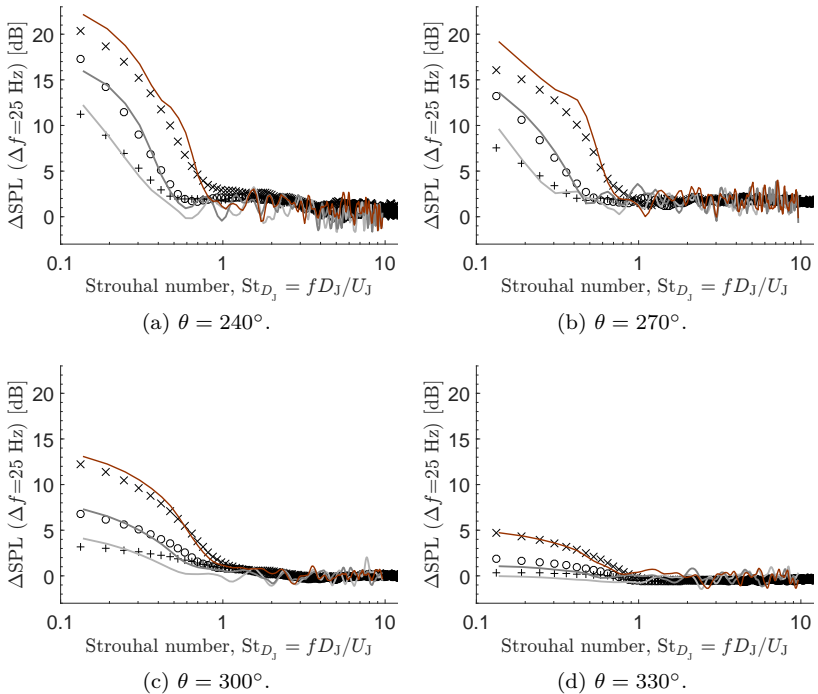 ΔSPL (Δf=25 Hz) [dB]
20
15
10
5
0
0.1
1
10
Strouhal number, St_{D_J} = fD_J/U_J
(a) θ = 240°.
ΔSPL (Δf=25 Hz) [dB]
20
15
10
5
0
0.1
1
10
Strouhal number, St_{D_J} = fD_J/U_J
(b) θ = 270°.
ΔSPL (Δf=25 Hz) [dB]
20
15
10
5
0
0.1
1
10
Strouhal number, St_{D_J} = fD_J/U_J
(c) θ = 300°.
ΔSPL (Δf=25 Hz) [dB]
20
15
10
5
0
0.1
1
10
Strouhal number, St_{D_J} = fD_J/U_J
(d) θ = 330°.